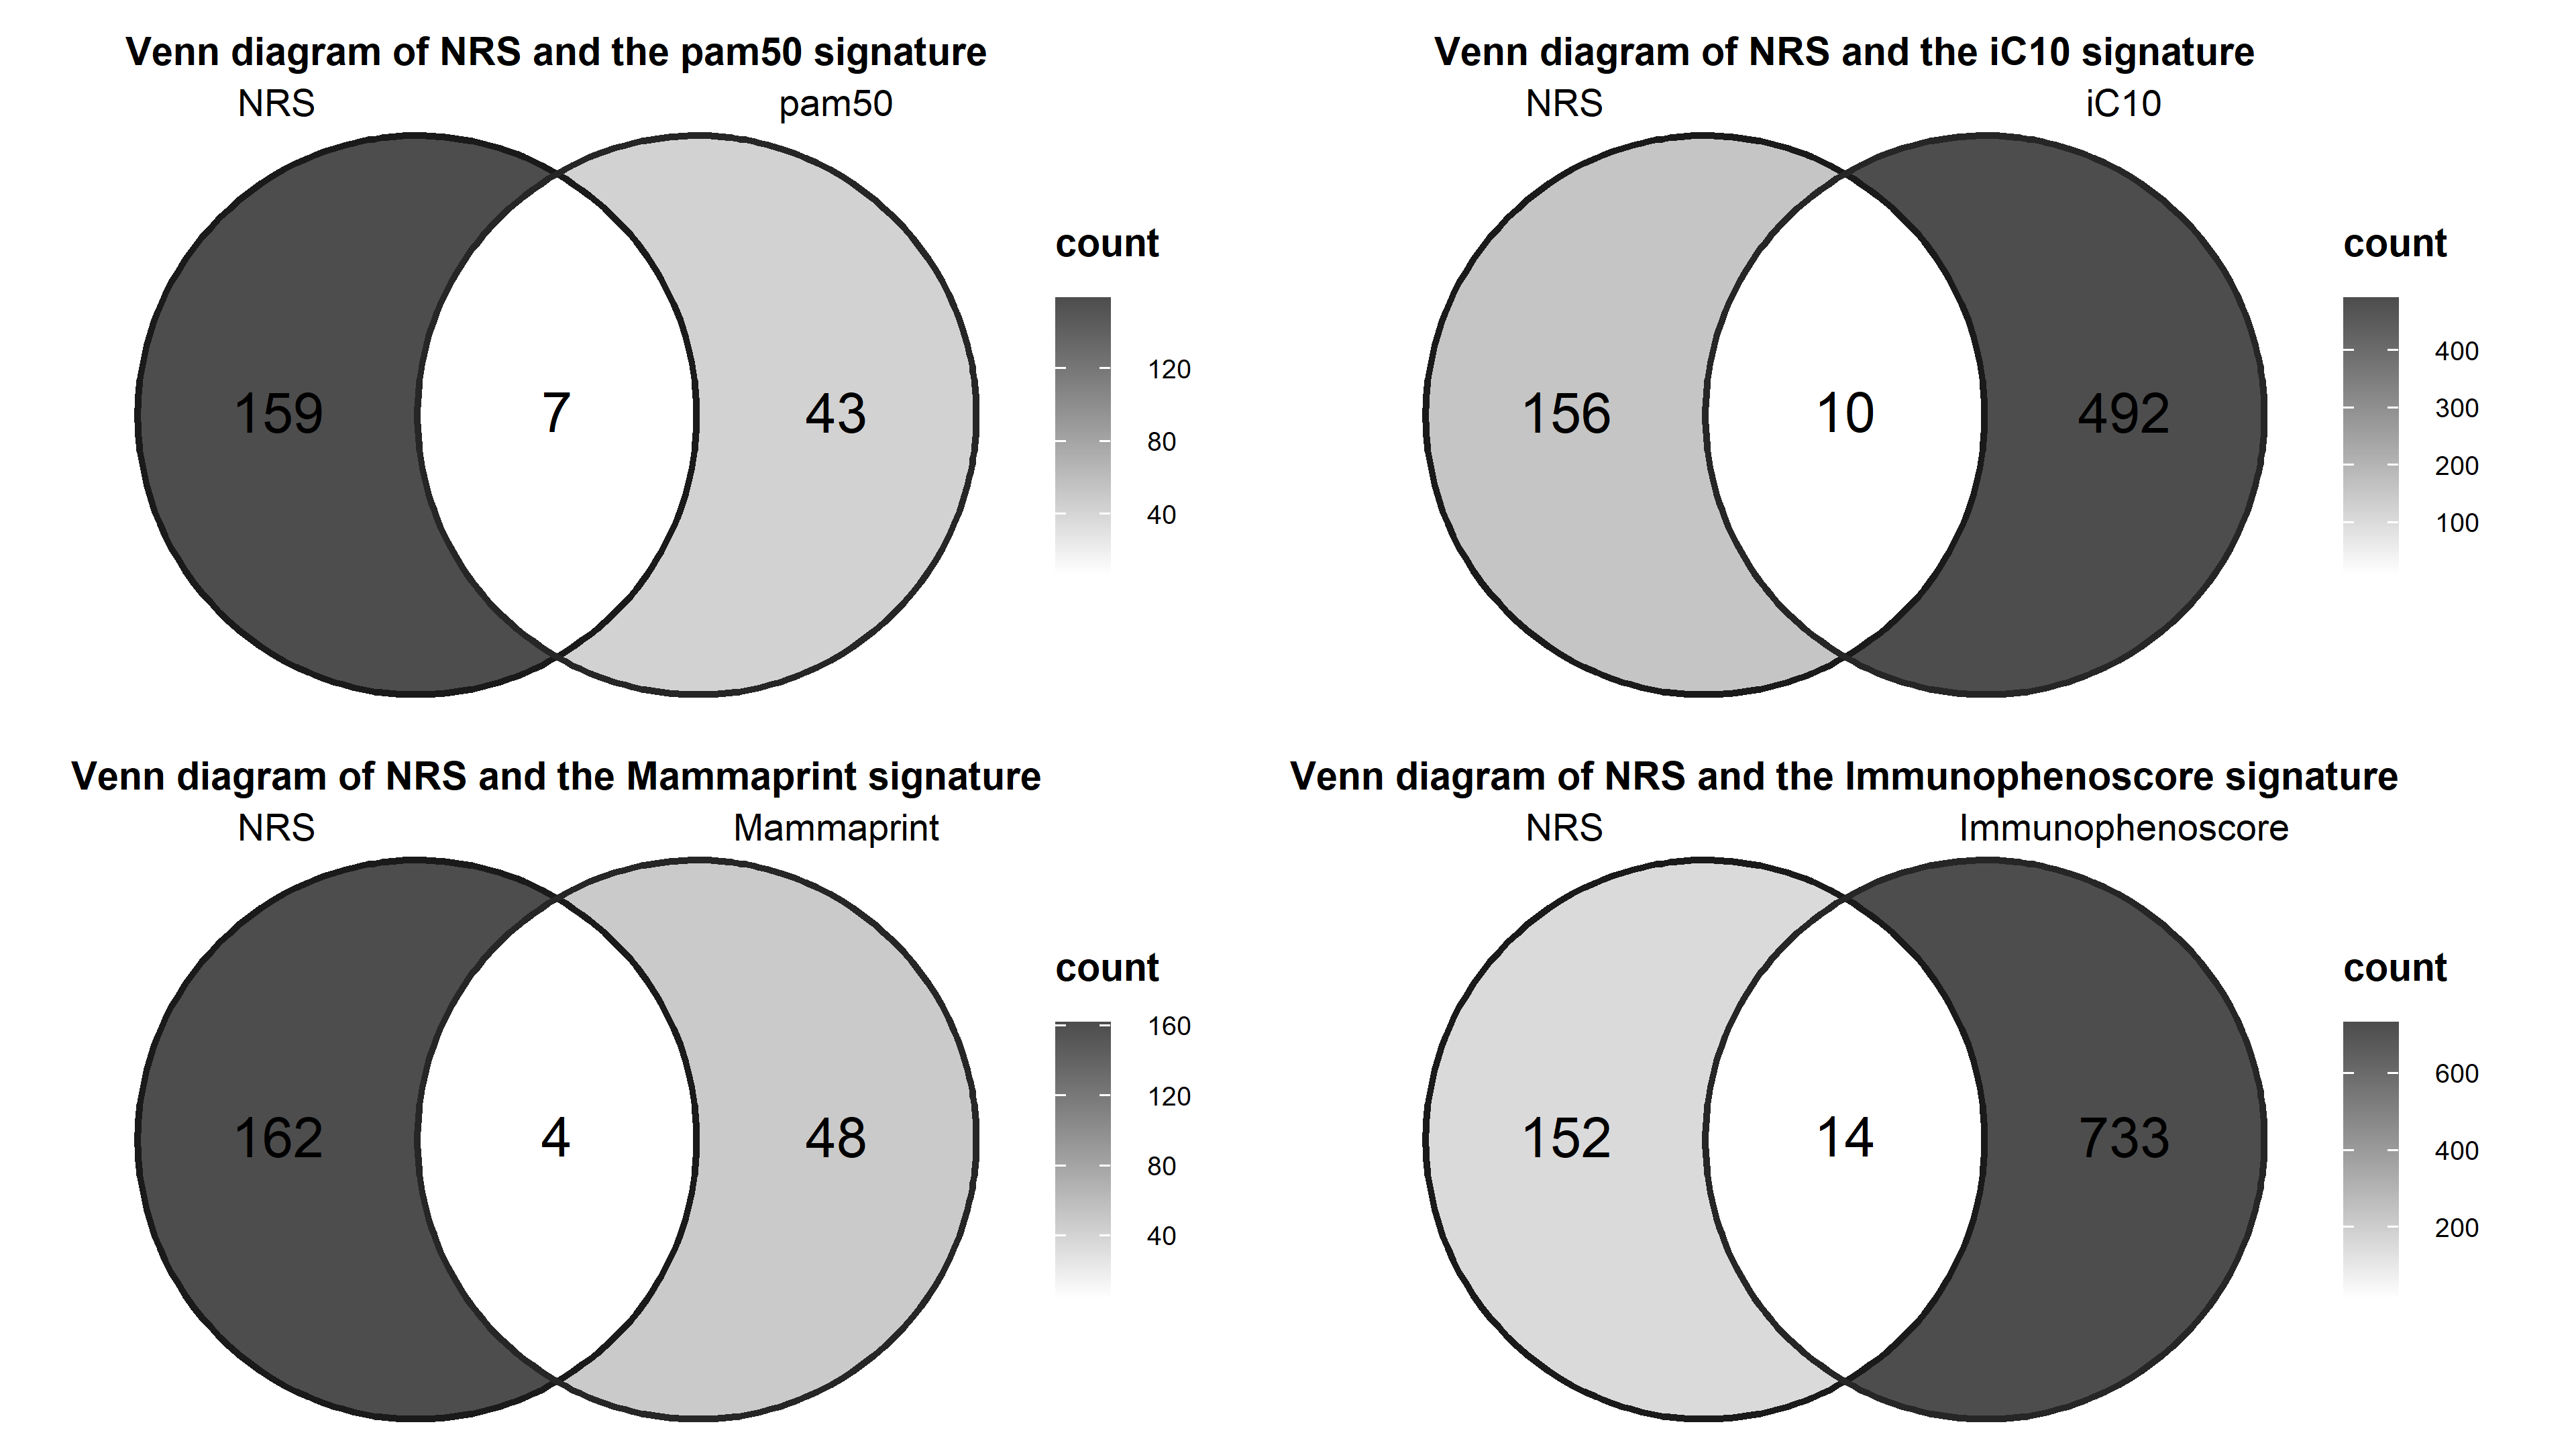 Venn diagram of NRS and the pam50 signature
NRS
pam50
159
7
43
count
120
80
40
Venn diagram of NRS and the iC10 signature
NRS
iC10
156
10
492
count
400
300
200
100
Venn diagram of NRS and the Mammaprint signature
NRS
Mammaprint
162
4
48
count
160
120
80
40
Venn diagram of NRS and the Immunophenoscore signature
NRS
Immunophenoscore
152
14
733
count
600
400
200